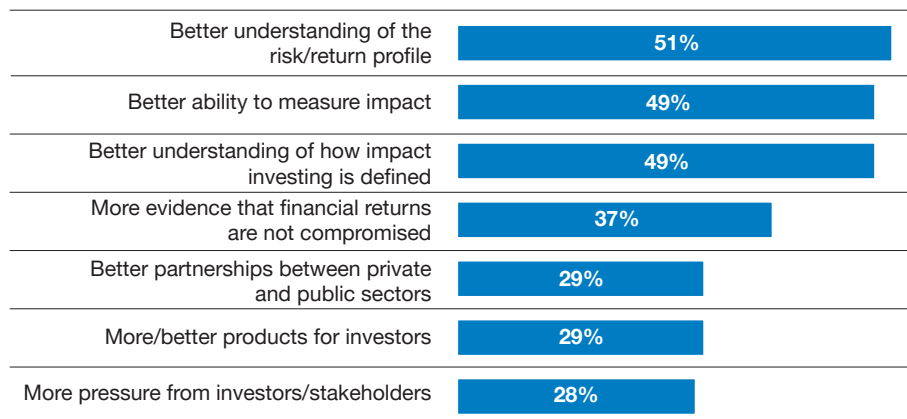 Better understanding of the
risk/return profile
51%
Better ability to measure impact
49%
Better understanding of how impact
investing is defined
49%
More evidence that financial returns
are not compromised
37%
Better partnerships between private
and public sectors
29%
More/better products for investors
29%
More pressure from investors/stakeholders
28%